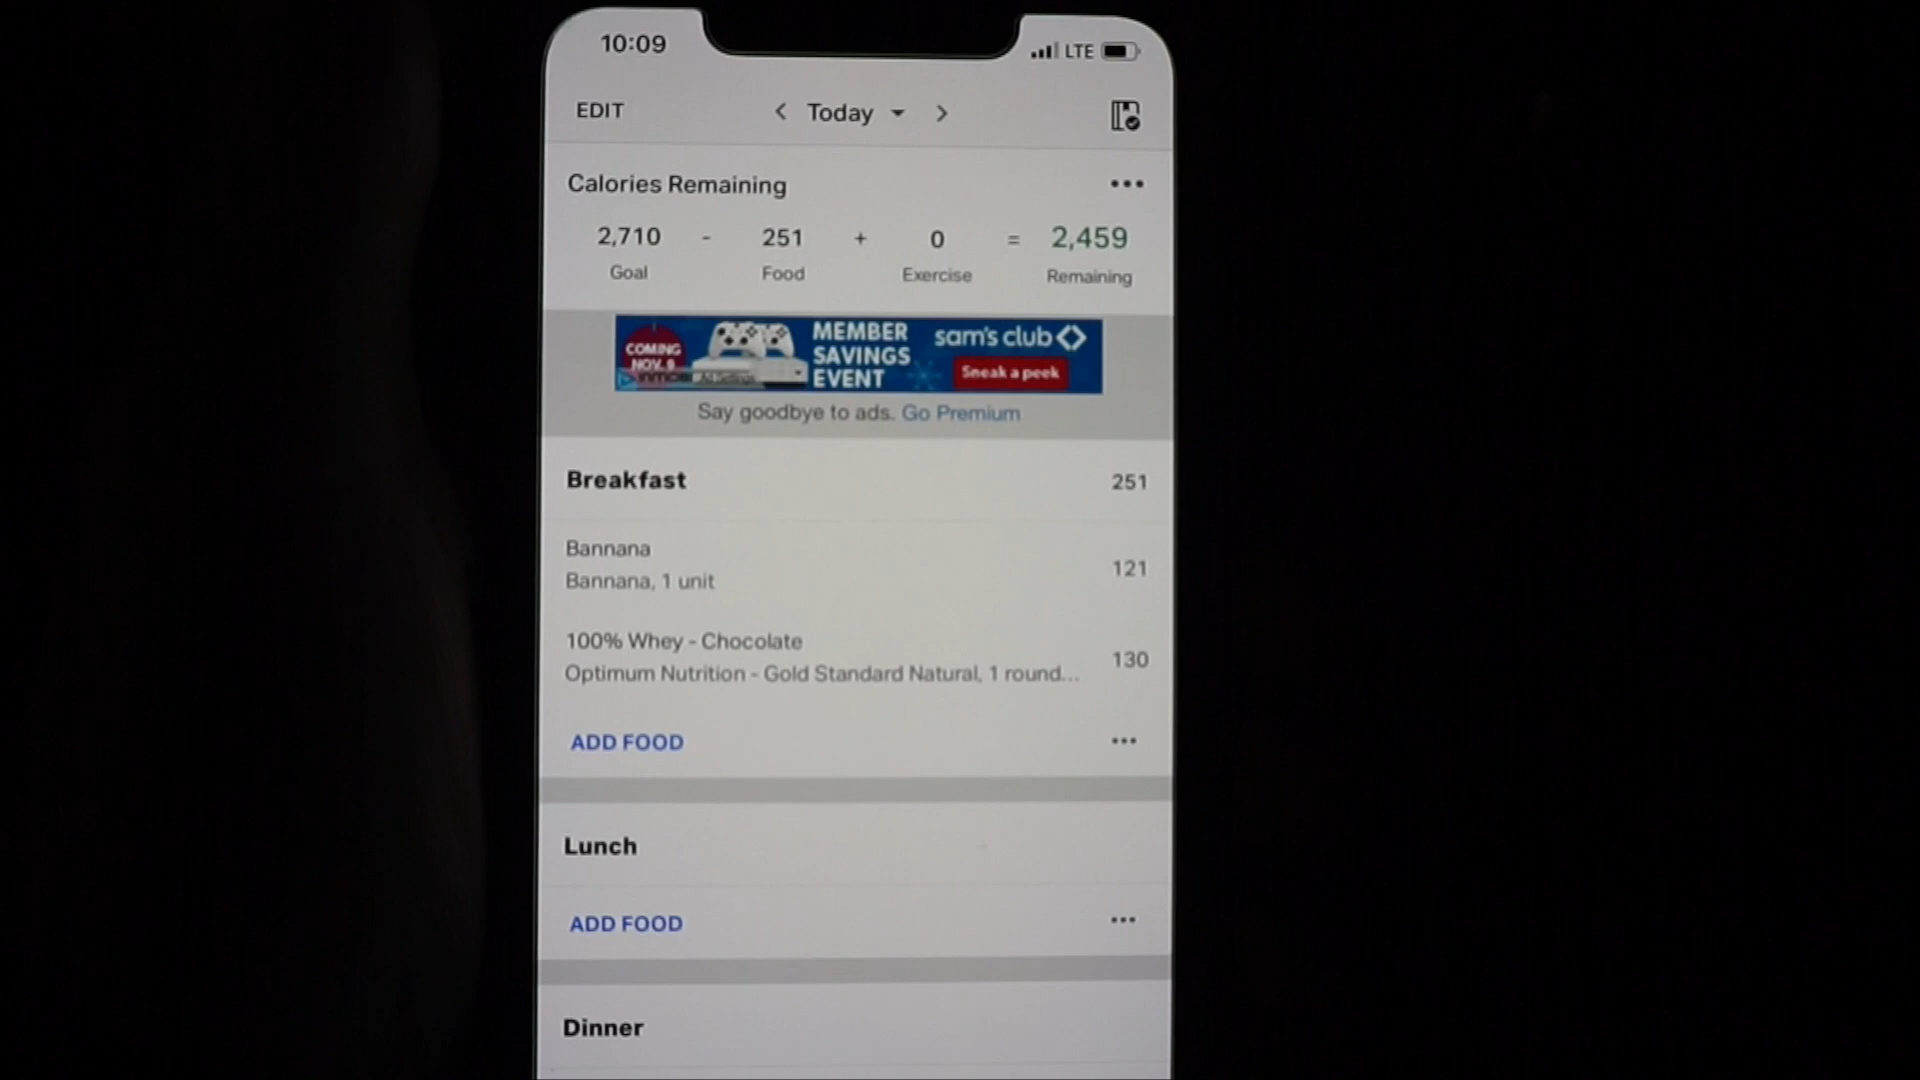 10:09 LTE
EDIT < Today >
Calories Remaining
2,710 - 251 + 0 = 2,459
Goal Food Exercise Remaining
COMING NOV. 9
MEMBER SAVINGS EVENT
sam's club
Sneak a peek
Say goodbye to ads. Go Premium
Breakfast 251
Bannana
Bannana, 1 unit
121
100% Whey - Chocolate
Optimum Nutrition - Gold Standard Natural, 1 round...
130
ADD FOOD
Lunch
ADD FOOD
Dinner